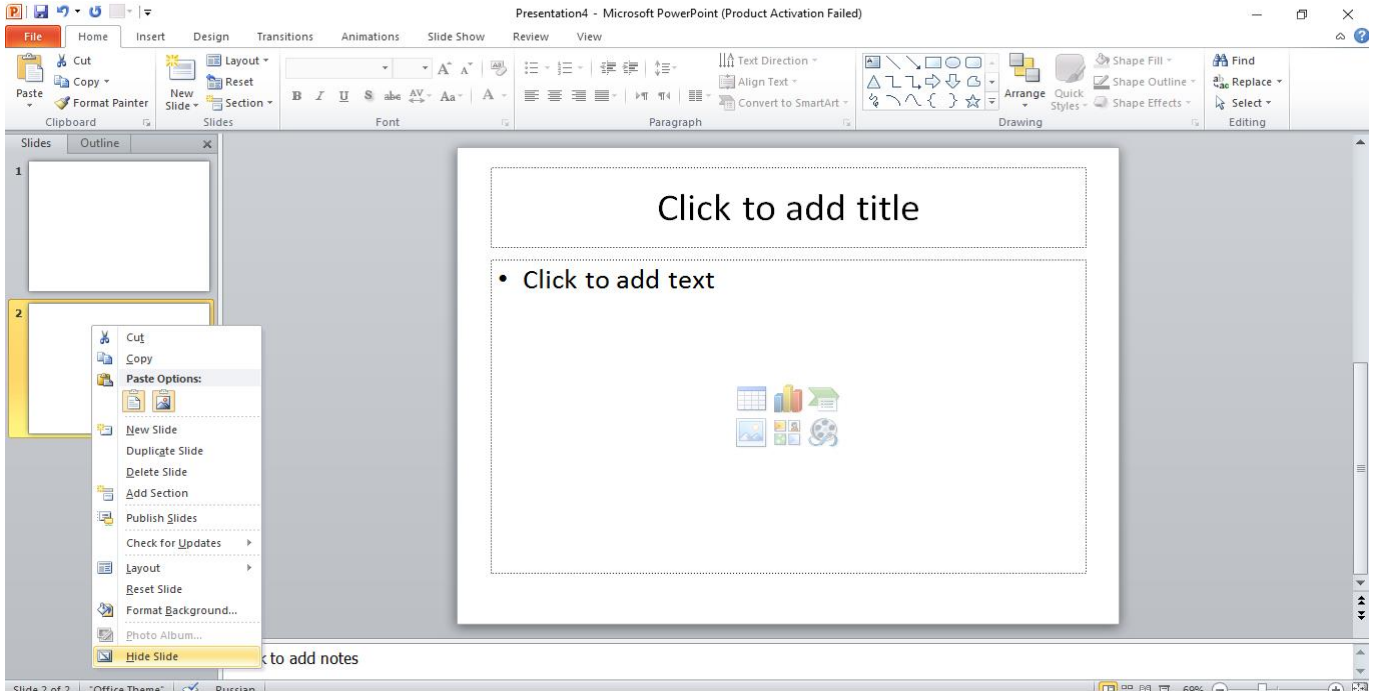 Presentation4 - Microsoft PowerPoint (Product Activation Failed)
File Home Insert Design Transitions Animations Slide Show Review View
Paste
Cut
Copy
Format Painter
Clipboard
New Slide
Layout
Reset
Section
Slides
B I U S abc AV Aa A
Font
Text Direction
Align Text
Convert to SmartArt
Paragraph
Arrange
Quick Styles
Shape Fill
Shape Outline
Shape Effects
Drawing
Find
Replace
Select
Editing
Slides Outline
1
2
Cut
Copy
Paste Options:
New Slide
Duplicate Slide
Delete Slide
Add Section
Publish Slides
Check for Updates
Layout
Reset Slide
Format Background...
Photo Album...
Hide Slide
Click to add title
• Click to add text
k to add notes
Slide 2 of 2 "Office Theme" Russian 69%